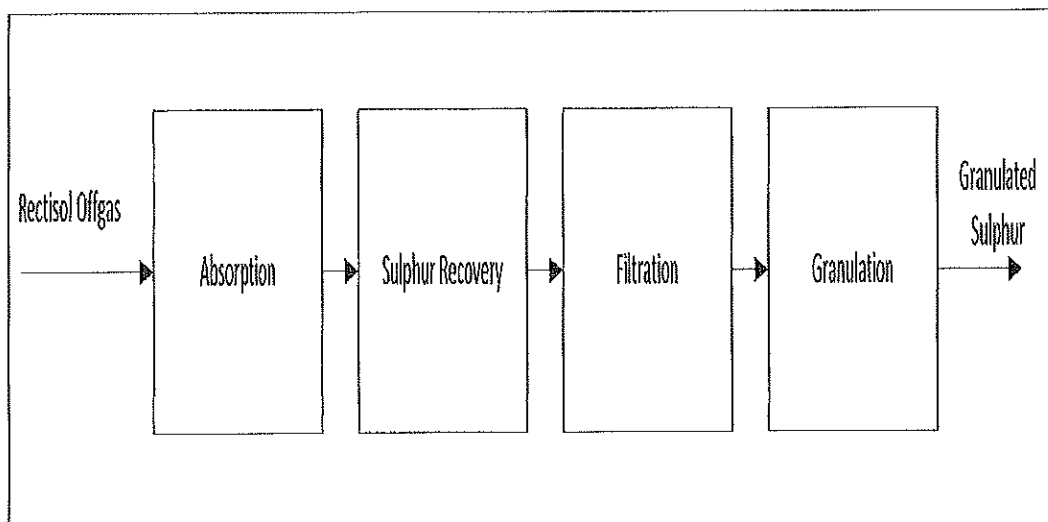 Rectisol Offgas
Absorption
Sulphur Recovery
Filtration
Granulation
Granulated
Sulphur